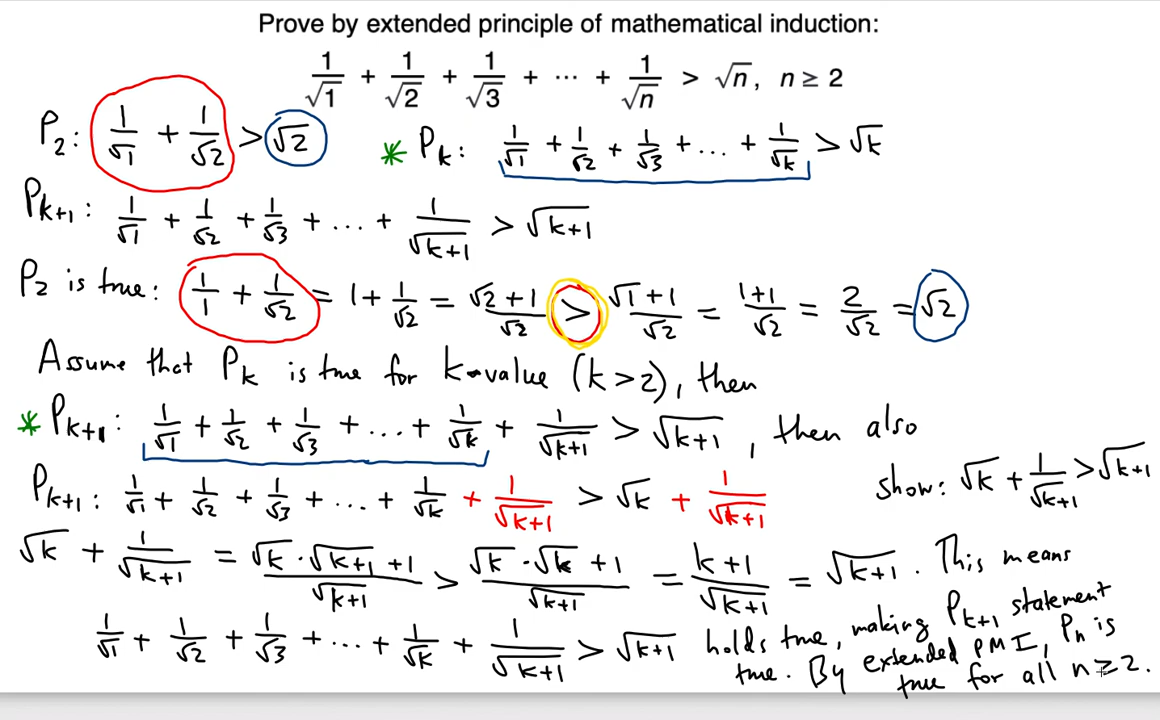 Prove by extended principle of mathematical induction:
1/√1 + 1/√2 + 1/√3 + ... + 1/√n > √n, n ≥ 2
P₂: 1/√1 + 1/√2 > √2 * Pₖ: 1/√1 + 1/√2 + 1/√3 + ... + 1/√k > √k
Pₖ₊₁: 1/√1 + 1/√2 + 1/√3 + ... + 1/√(k+1) > √(k+1)
P₂ is true: 1/1 + 1/√2 = 1 + 1/√2 = (√2 + 1)/√2 > (√1 + 1)/√2 = (1+1)/√2 = 2/√2 = √2
Assume that Pₖ is true for k-value (k > 2), then
* Pₖ₊₁: 1/√1 + 1/√2 + 1/√3 + ... + 1/√k + 1/√(k+1) > √(k+1), then also
show: √k + 1/√(k+1) > √(k+1)
Pₖ₊₁: 1/√1 + 1/√2 + 1/√3 + ... + 1/√k + 1/√(k+1) > √k + 1/√(k+1)
√k + 1/√(k+1) = (√k · √(k+1) + 1)/√(k+1) > (√k · √k + 1)/√(k+1) = (k+1)/√(k+1) = √(k+1). This means
1/√1 + 1/√2 + 1/√3 + ... + 1/√k + 1/√(k+1) > √(k+1) holds true, making Pₖ₊₁ statement
true. By extended PMI, Pₙ is
true for all n ≥ 2.